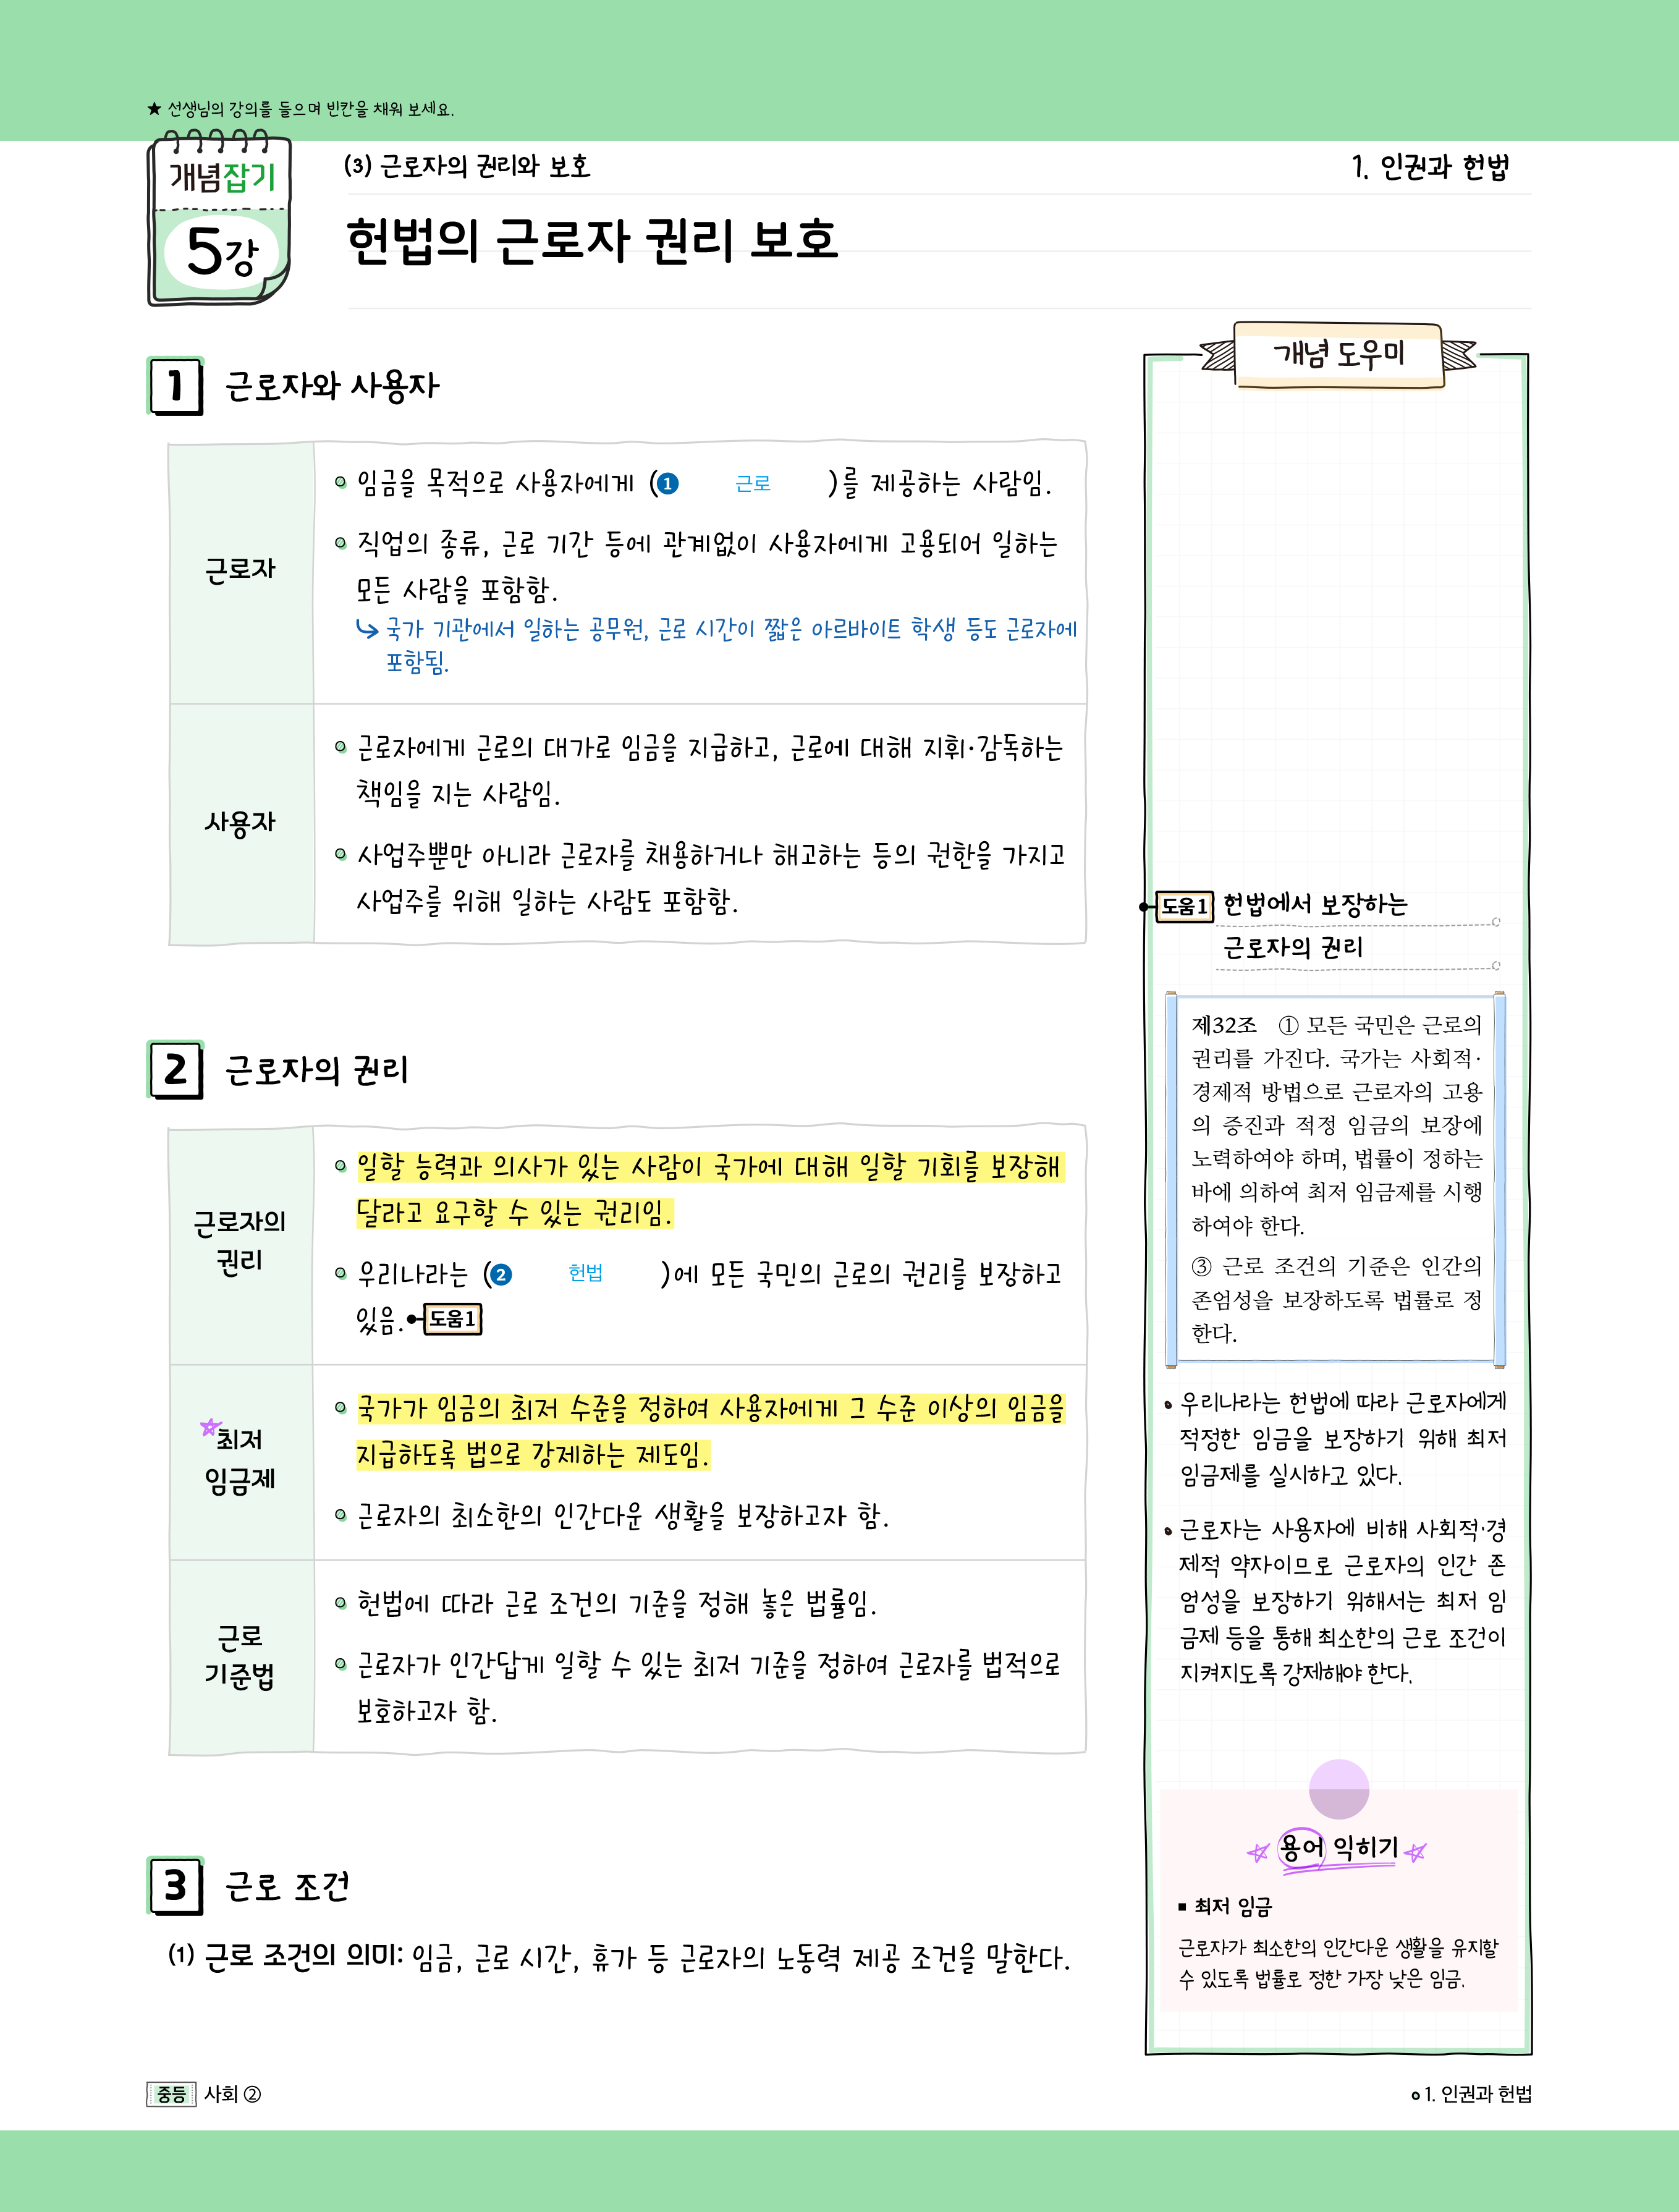 ★ 선생님의 강의를 들으며 빈칸을 채워 보세요.
개념잡기
5강
(3) 근로자의 권리와 보호
1. 인권과 헌법
헌법의 근로자 권리 보호
1 근로자와 사용자
근로자
임금을 목적으로 사용자에게 (❶ 근로 )를 제공하는 사람임.
직업의 종류, 근로 기간 등에 관계없이 사용자에게 고용되어 일하는
모든 사람을 포함함.
↳ 국가 기관에서 일하는 공무원, 근로 시간이 짧은 아르바이트 학생 등도 근로자에
포함됨.
사용자
근로자에게 근로의 대가로 임금을 지급하고, 근로에 대해 지휘·감독하는
책임을 지는 사람임.
사업주뿐만 아니라 근로자를 채용하거나 해고하는 등의 권한을 가지고
사업주를 위해 일하는 사람도 포함함.
2 근로자의 권리
근로자의
권리
일할 능력과 의사가 있는 사람이 국가에 대해 일할 기회를 보장해
달라고 요구할 수 있는 권리임.
우리나라는 (❷ 헌법 )에 모든 국민의 근로의 권리를 보장하고
있음. 도움1
최저
임금제
국가가 임금의 최저 수준을 정하여 사용자에게 그 수준 이상의 임금을
지급하도록 법으로 강제하는 제도임.
근로자의 최소한의 인간다운 생활을 보장하고자 함.
근로
기준법
헌법에 따라 근로 조건의 기준을 정해 놓은 법률임.
근로자가 인간답게 일할 수 있는 최저 기준을 정하여 근로자를 법적으로
보호하고자 함.
3 근로 조건
(1) 근로 조건의 의미: 임금, 근로 시간, 휴가 등 근로자의 노동력 제공 조건을 말한다.
개념 도우미
도움1 헌법에서 보장하는
근로자의 권리
제32조 ① 모든 국민은 근로의
권리를 가진다. 국가는 사회적·
경제적 방법으로 근로자의 고용
의 증진과 적정 임금의 보장에
노력하여야 하며, 법률이 정하는
바에 의하여 최저 임금제를 시행
하여야 한다.
③ 근로 조건의 기준은 인간의
존엄성을 보장하도록 법률로 정
한다.
• 우리나라는 헌법에 따라 근로자에게
적정한 임금을 보장하기 위해 최저
임금제를 실시하고 있다.
• 근로자는 사용자에 비해 사회적·경
제적 약자이므로 근로자의 인간 존
엄성을 보장하기 위해서는 최저 임
금제 등을 통해 최소한의 근로 조건이
지켜지도록 강제해야 한다.
용어 익히기
■ 최저 임금
근로자가 최소한의 인간다운 생활을 유지할
수 있도록 법률로 정한 가장 낮은 임금.
중등 사회 ②
1. 인권과 헌법